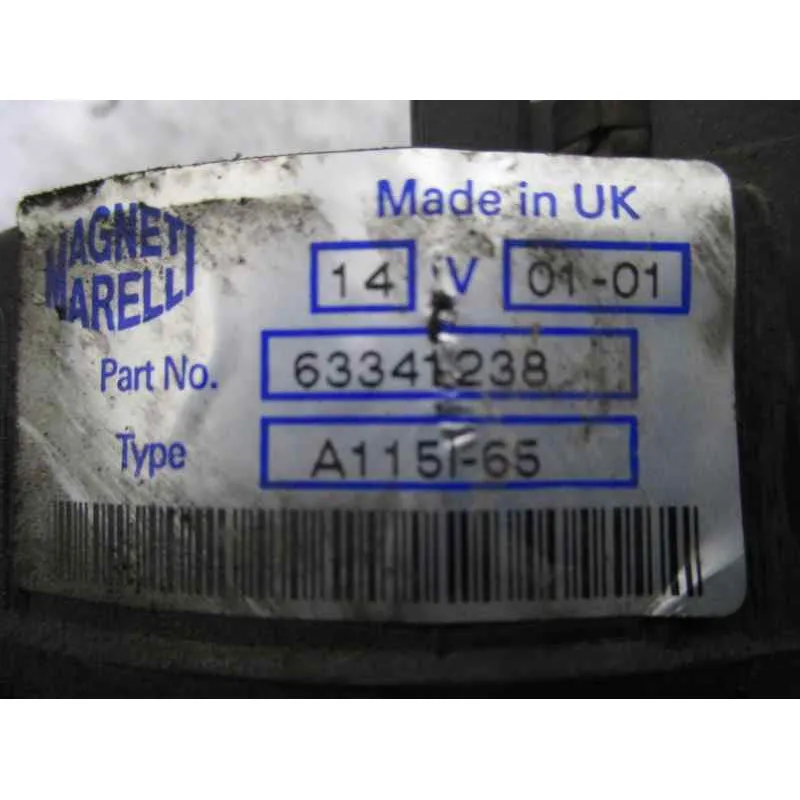 MAGNETI
MARELLI
Made in UK
14 V 01-01
Part No. 63341238
Type A115I-65